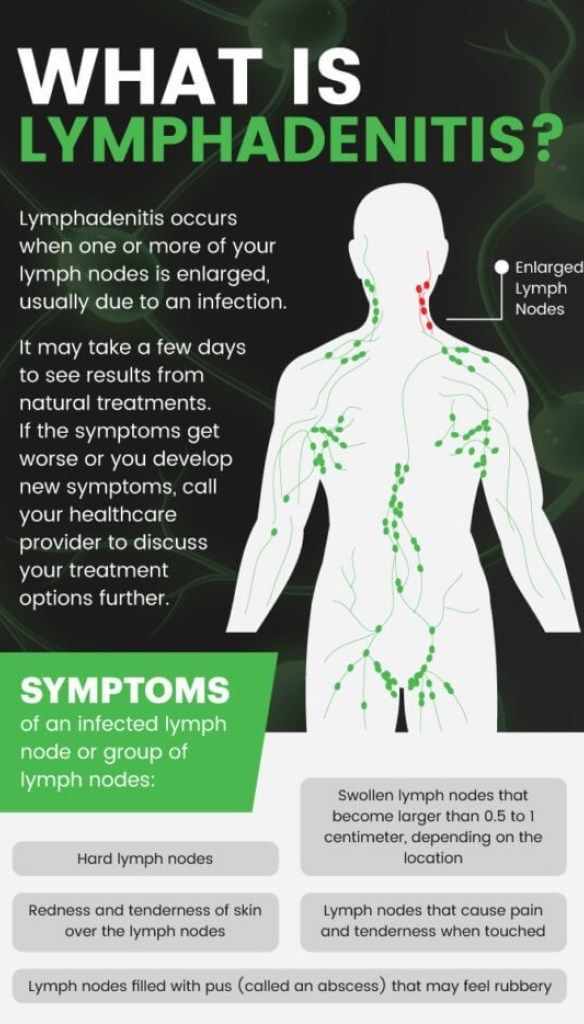 WHAT IS
LYMPHADENITIS?
Lymphadenitis occurs
when one or more of your
lymph nodes is enlarged,
usually due to an infection.
It may take a few days
to see results from
natural treatments.
If the symptoms get
worse or you develop
new symptoms, call
your healthcare
provider to discuss
your treatment
options further.
Enlarged
Lymph
Nodes
SYMPTOMS
of an infected lymph
node or group of
lymph nodes:
Swollen lymph nodes that
become larger than 0.5 to 1
centimeter, depending on the
location
Hard lymph nodes
Redness and tenderness of skin
over the lymph nodes
Lymph nodes that cause pain
and tenderness when touched
Lymph nodes filled with pus (called an abscess) that may feel rubbery